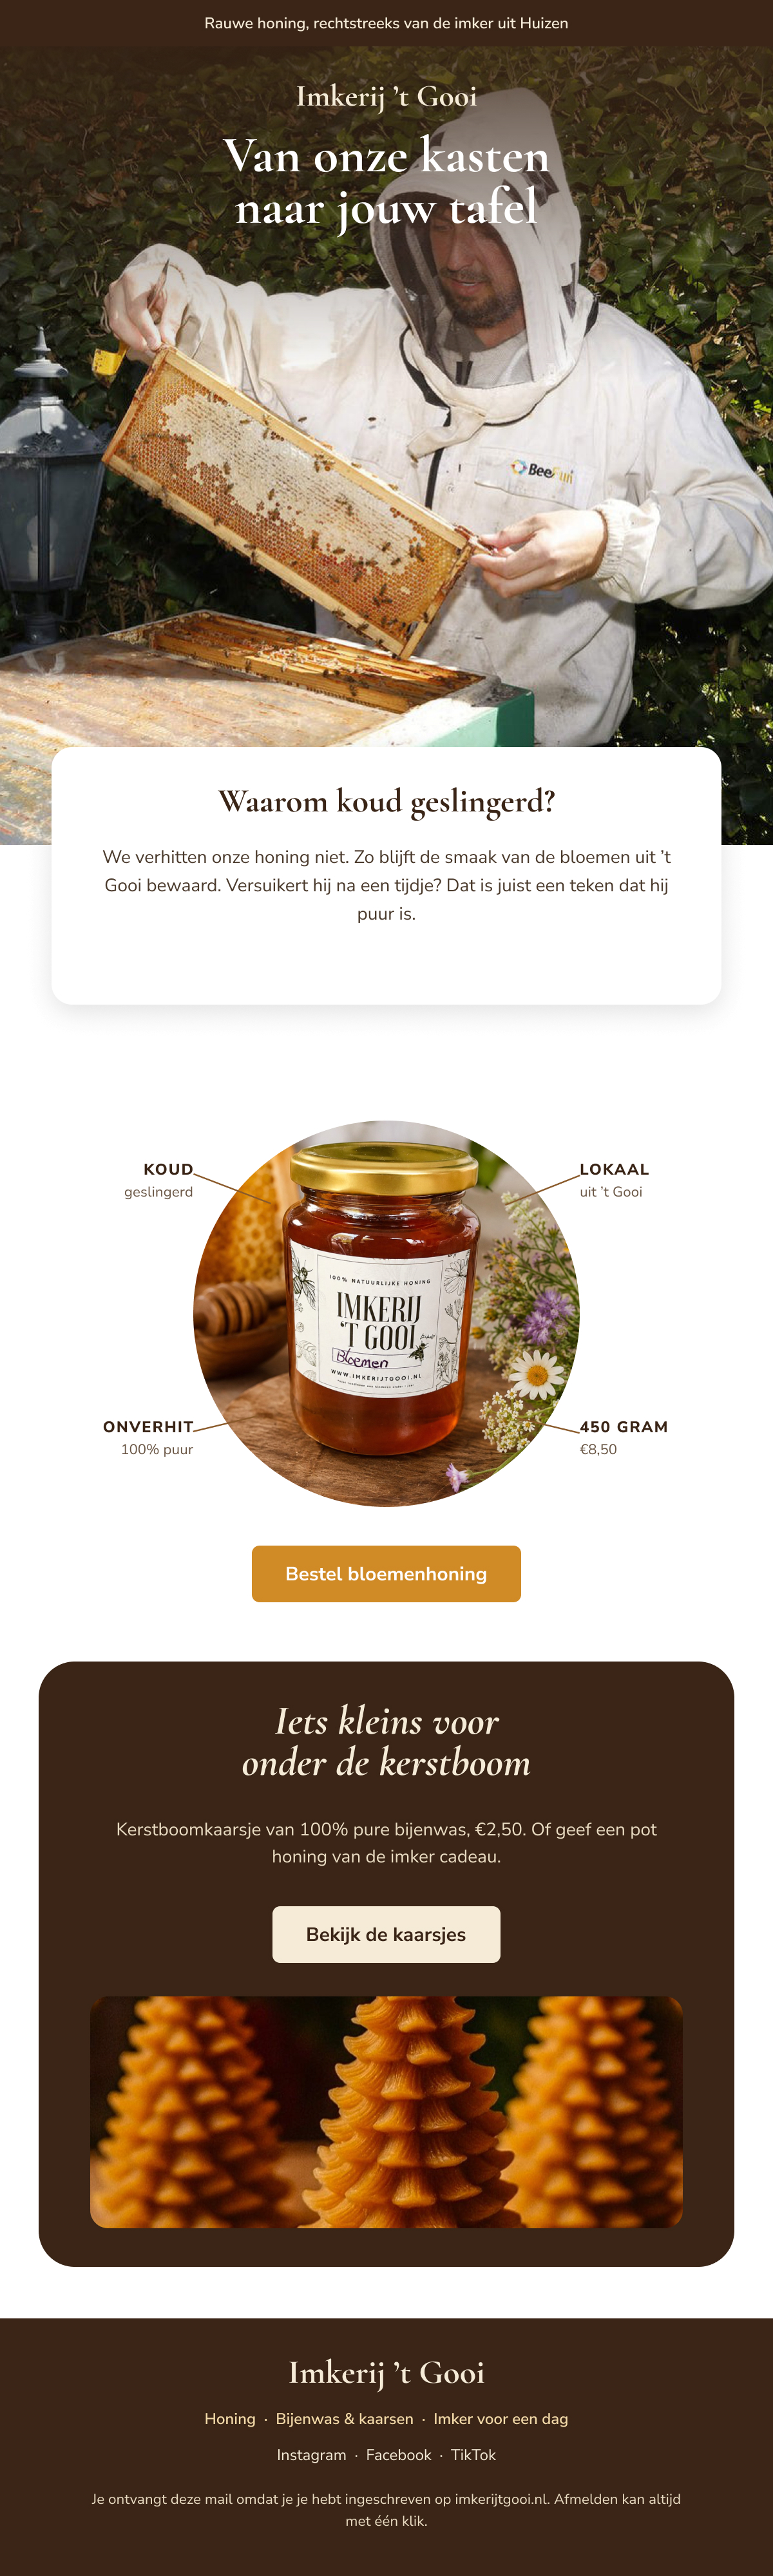 Rauwe honing, rechtstreeks van de imker uit Huizen
Imkerij ’t Gooi
Van onze kasten
naar jouw tafel
BeeFun
Waarom koud geslingerd?
We verhitten onze honing niet. Zo blijft de smaak van de bloemen uit ’t
Gooi bewaard. Versuikert hij na een tijdje? Dat is juist een teken dat hij
puur is.
KOUD
geslingerd
LOKAAL
uit ’t Gooi
100% NATUURLIJKE HONING
IMKERIJ
‘T GOOI
Bloemen
WWW.IMKERIJTGOOI.NL
ONVERHIT
100% puur
450 GRAM
€8,50
Bestel bloemenhoning
Iets kleins voor
onder de kerstboom
Kerstboomkaarsje van 100% pure bijenwas, €2,50. Of geef een pot
honing van de imker cadeau.
Bekijk de kaarsjes
Imkerij ’t Gooi
Honing · Bijenwas & kaarsen · Imker voor een dag
Instagram · Facebook · TikTok
Je ontvangt deze mail omdat je je hebt ingeschreven op imkerijtgooi.nl. Afmelden kan altijd
met één klik.